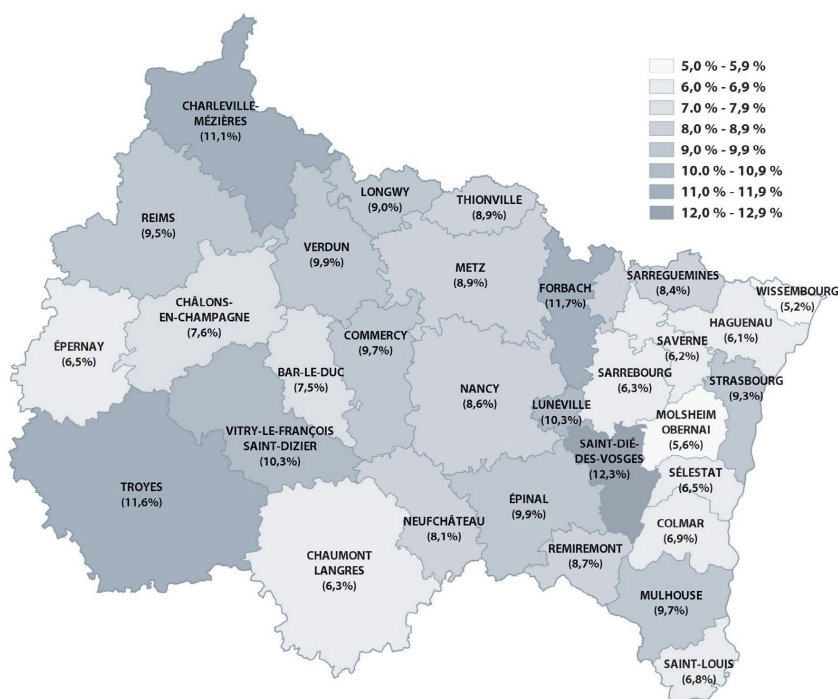 5,0 % - 5,9 %
6,0 % - 6,9 %
7.0 % - 7,9 %
8,0 % - 8,9 %
9,0 % - 9,9 %
10.0 % - 10,9 %
11,0 % - 11,9 %
12,0 % - 12,9 %
CHARLEVILLE-
MÉZIÈRES
(11,1%)
LONGWY
(9,0%)
THIONVILLE
(8,9%)
REIMS
(9,5%)
VERDUN
(9,9%)
METZ
(8,9%)
FORBACH
(11,7%)
SARREGUEMINES
(8,4%)
WISSEMBOURG
(5,2%)
HAGUENAU
(6,1%)
CHÂLONS-
EN-CHAMPAGNE
(7,6%)
ÉPERNAY
(6,5%)
COMMERCY
(9,7%)
SAVERNE
(6,2%)
BAR-LE-DUC
(7,5%)
SARREBOURG
(6,3%)
STRASBOURG
(9,3%)
NANCY
(8,6%)
LUNÉVILLE
(10,3%)
MOLSHEIM
OBERNAI
(5,6%)
VITRY-LE-FRANÇOIS
SAINT-DIZIER
(10,3%)
SAINT-DIÉ-
DES-VOSGES
(12,3%)
SÉLESTAT
(6,5%)
TROYES
(11,6%)
ÉPINAL
(9,9%)
NEUFCHÂTEAU
(8,1%)
COLMAR
(6,9%)
REMIREMONT
(8,7%)
CHAUMONT
LANGRES
(6,3%)
MULHOUSE
(9,7%)
SAINT-LOUIS
(6,8%)